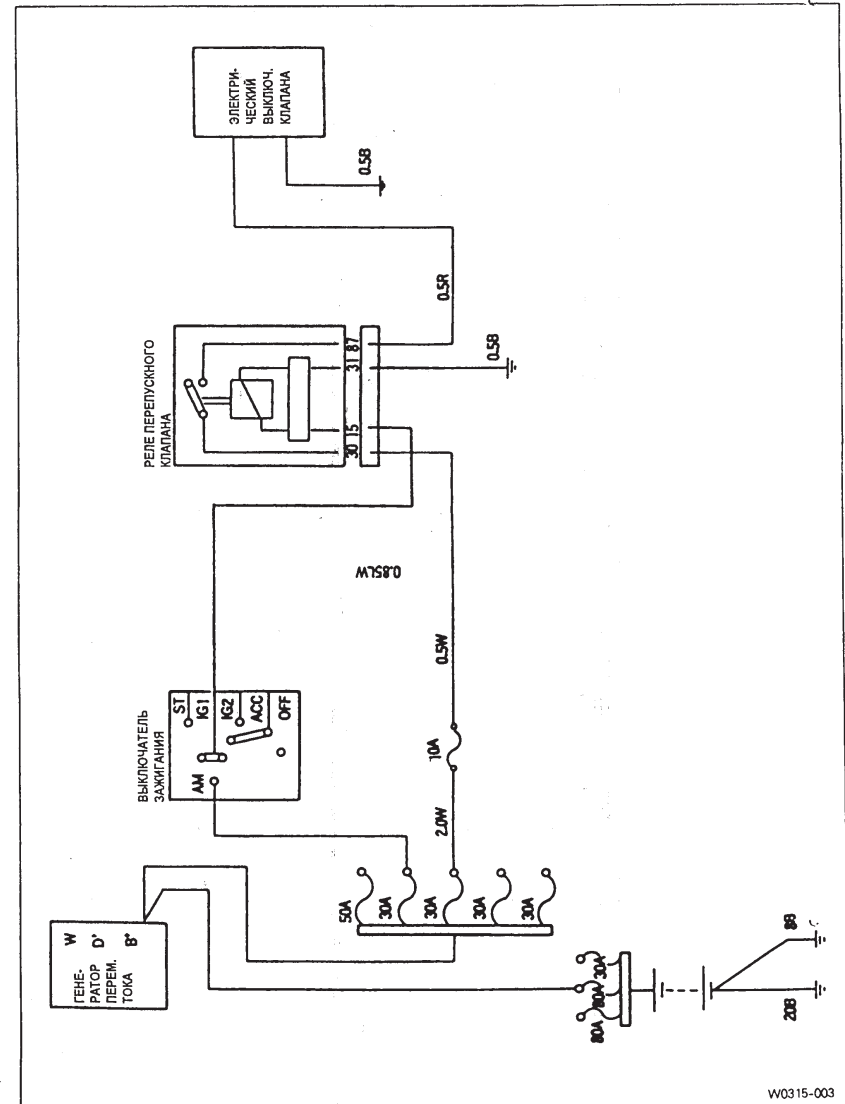 ЭЛЕКТРИ-
ЧЕСКИЙ
ВЫКЛЮЧ.
КЛАПАНА
0.5B
0.5R
0.5B
РЕЛЕ ПЕРЕПУСКНОГО
КЛАПАНА
30 15 31 87
0.85LW
0.5W
ВЫКЛЮЧАТЕЛЬ
ЗАЖИГАНИЯ
AM
ST
IG1
IG2
ACC
OFF
10A
2.0W
50A
30A
30A
30A
30A
ГЕНЕ-
РАТОР
ПЕРЕМ.
ТОКА
W
D+
B+
80A
80A
30A
20B
8B
W0315-003